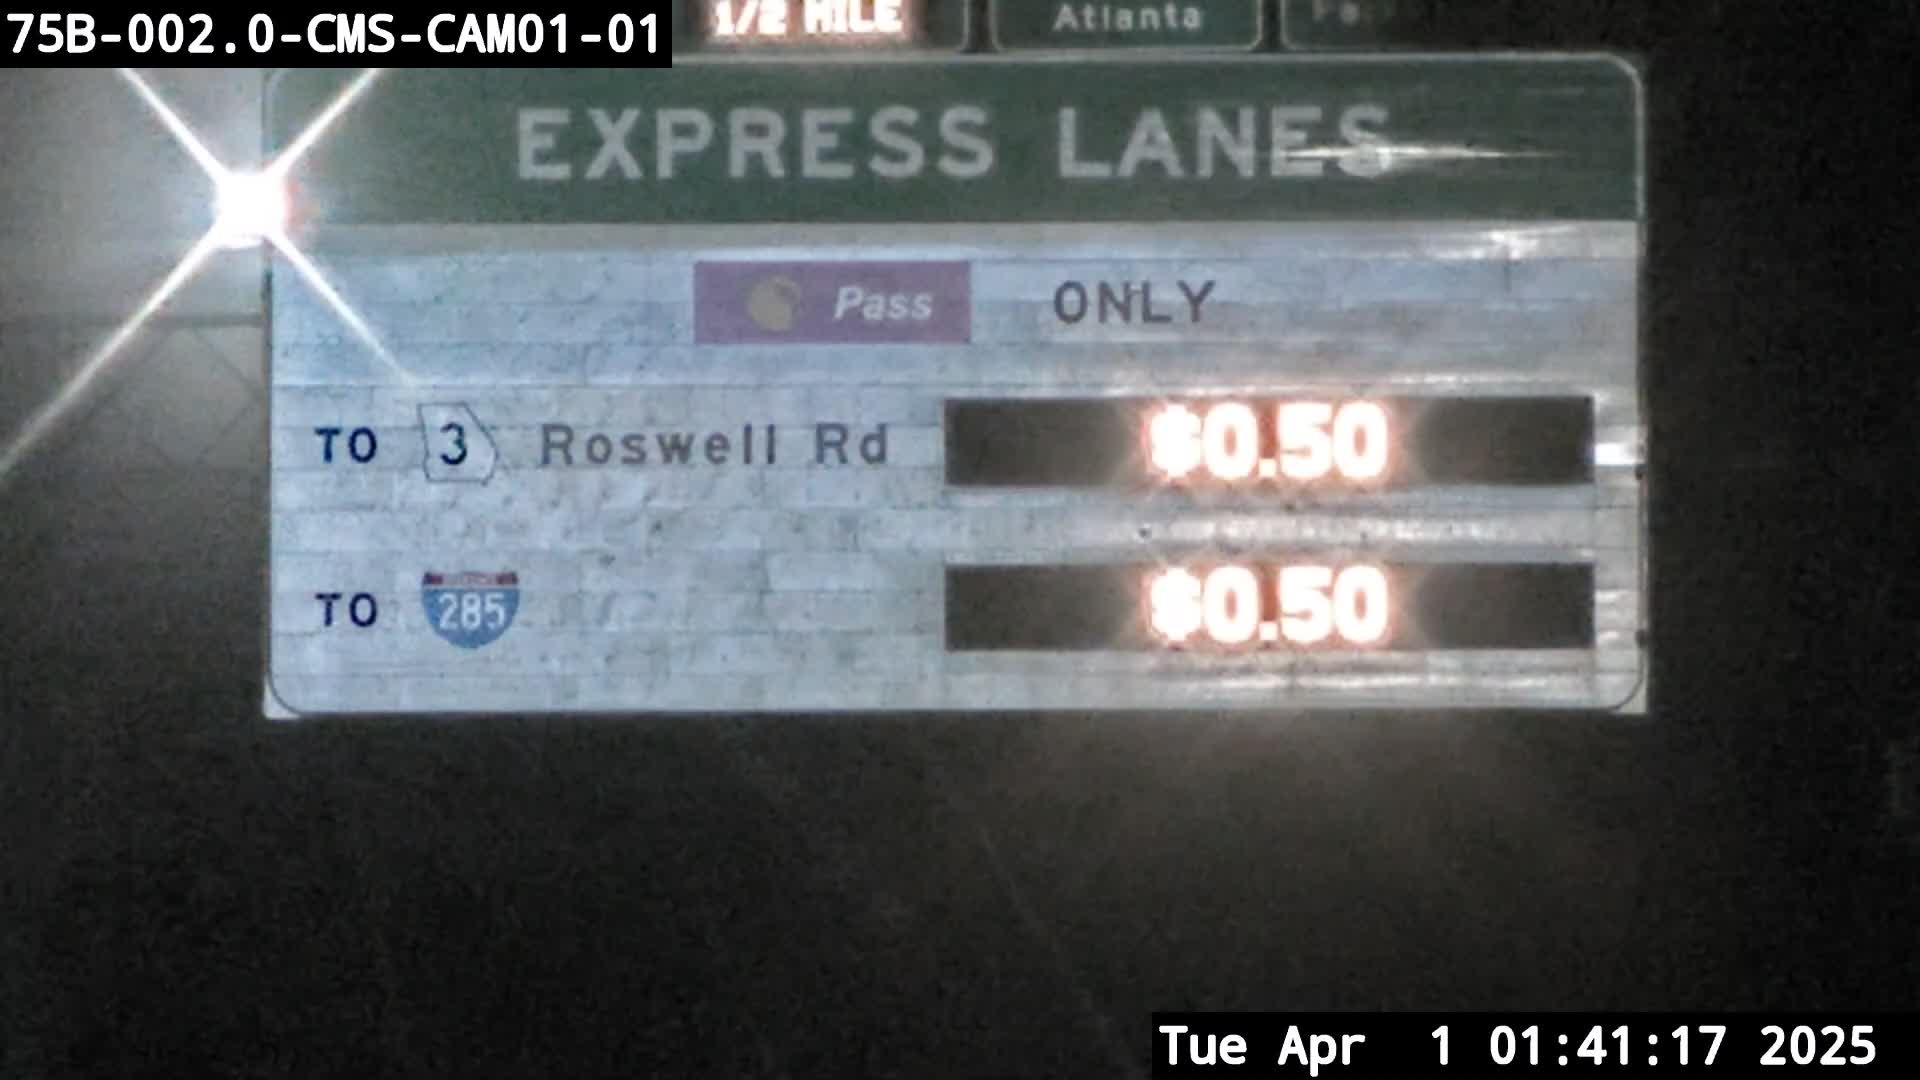 75B-002.0-CMS-CAM01-01
1/2 MILE
Atlanta
EXPRESS LANES
Pass ONLY
TO 3 Roswell Rd $0.50
TO 285 $0.50
Tue Apr 1 01:41:17 2025